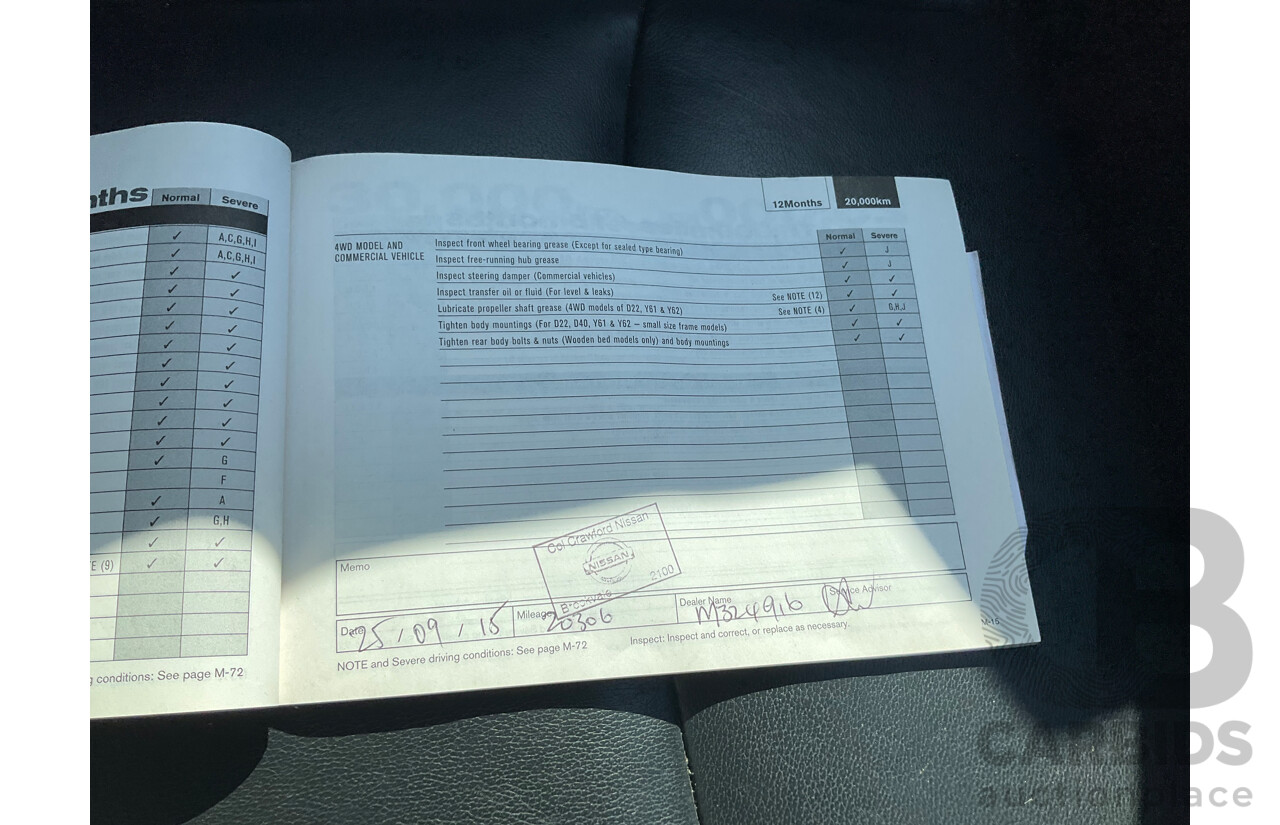 nths Normal Severe
✓ A,C,G,H,I
✓ A,C,G,H,I
✓ ✓
✓ ✓
✓ ✓
✓ ✓
✓ ✓
✓ ✓
✓ ✓
✓ ✓
✓ ✓
✓ ✓
✓ G
F
✓ A
✓ G,H
✓ ✓
E (9) ✓ ✓
g conditions: See page M-72
12Months 20,000km
Normal Severe
4WD MODEL AND
COMMERCIAL VEHICLE
Inspect front wheel bearing grease (Except for sealed type bearing) ✓ J
Inspect free-running hub grease ✓ J
Inspect steering damper (Commercial vehicles) ✓ ✓
Inspect transfer oil or fluid (For level & leaks) See NOTE (12) ✓ ✓
Lubricate propeller shaft grease (4WD models of D22, Y61 & Y62) See NOTE (4) ✓ G,H,J
Tighten body mountings (For D22, D40, Y61 & Y62 – small size frame models) ✓ ✓
Tighten rear body bolts & nuts (Wooden bed models only) and body mountings ✓ ✓
Memo
Col Crawford Nissan
NISSAN
Brookvale 2100
Date 25 / 09 / 15 Mileage 20306 Dealer Name M324916 Service Advisor
NOTE and Severe driving conditions: See page M-72 Inspect: Inspect and correct, or replace as necessary.
M-15
CARBIDS
auctionplace